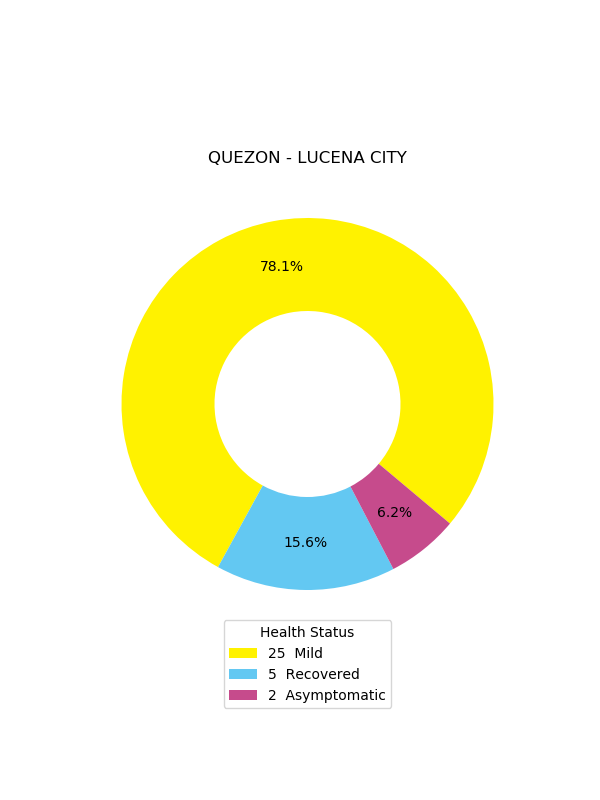 QUEZON - LUCENA CITY
78.1%
6.2%
15.6%
Health Status
25  Mild
5  Recovered
2  Asymptomatic